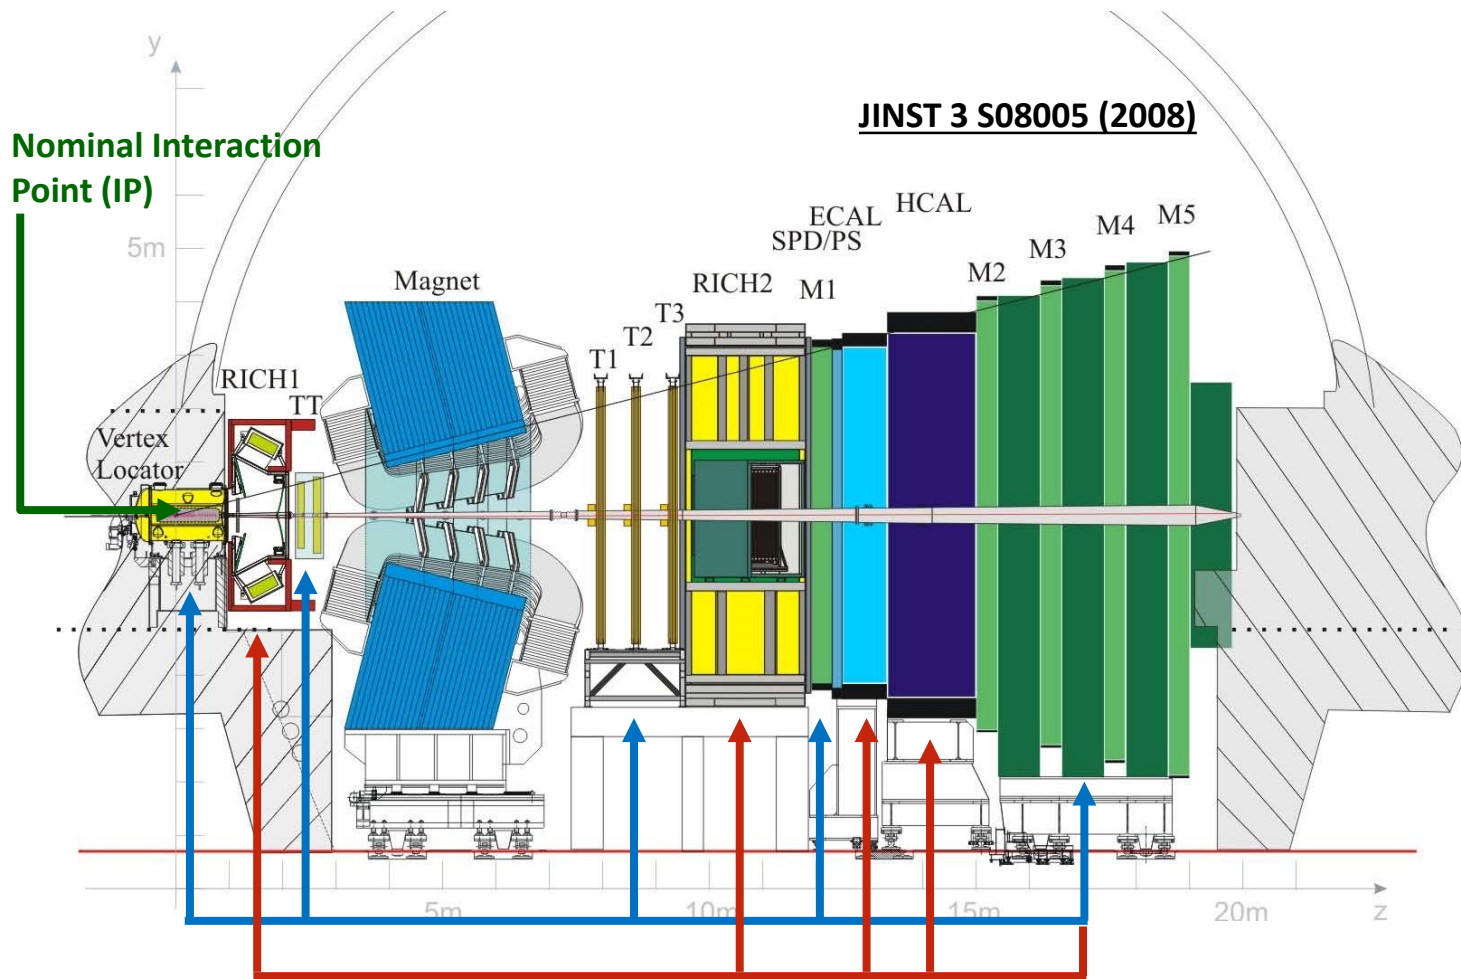 y
JINST 3 S08005 (2008)
Nominal Interaction
Point (IP)
5m
HCAL
ECAL
SPD/PS
M5
M4
M3
M2
M1
RICH2
Magnet
T3
T2
T1
RICH1
TT
Vertex
Locator
5m
10m
15m
20m
z